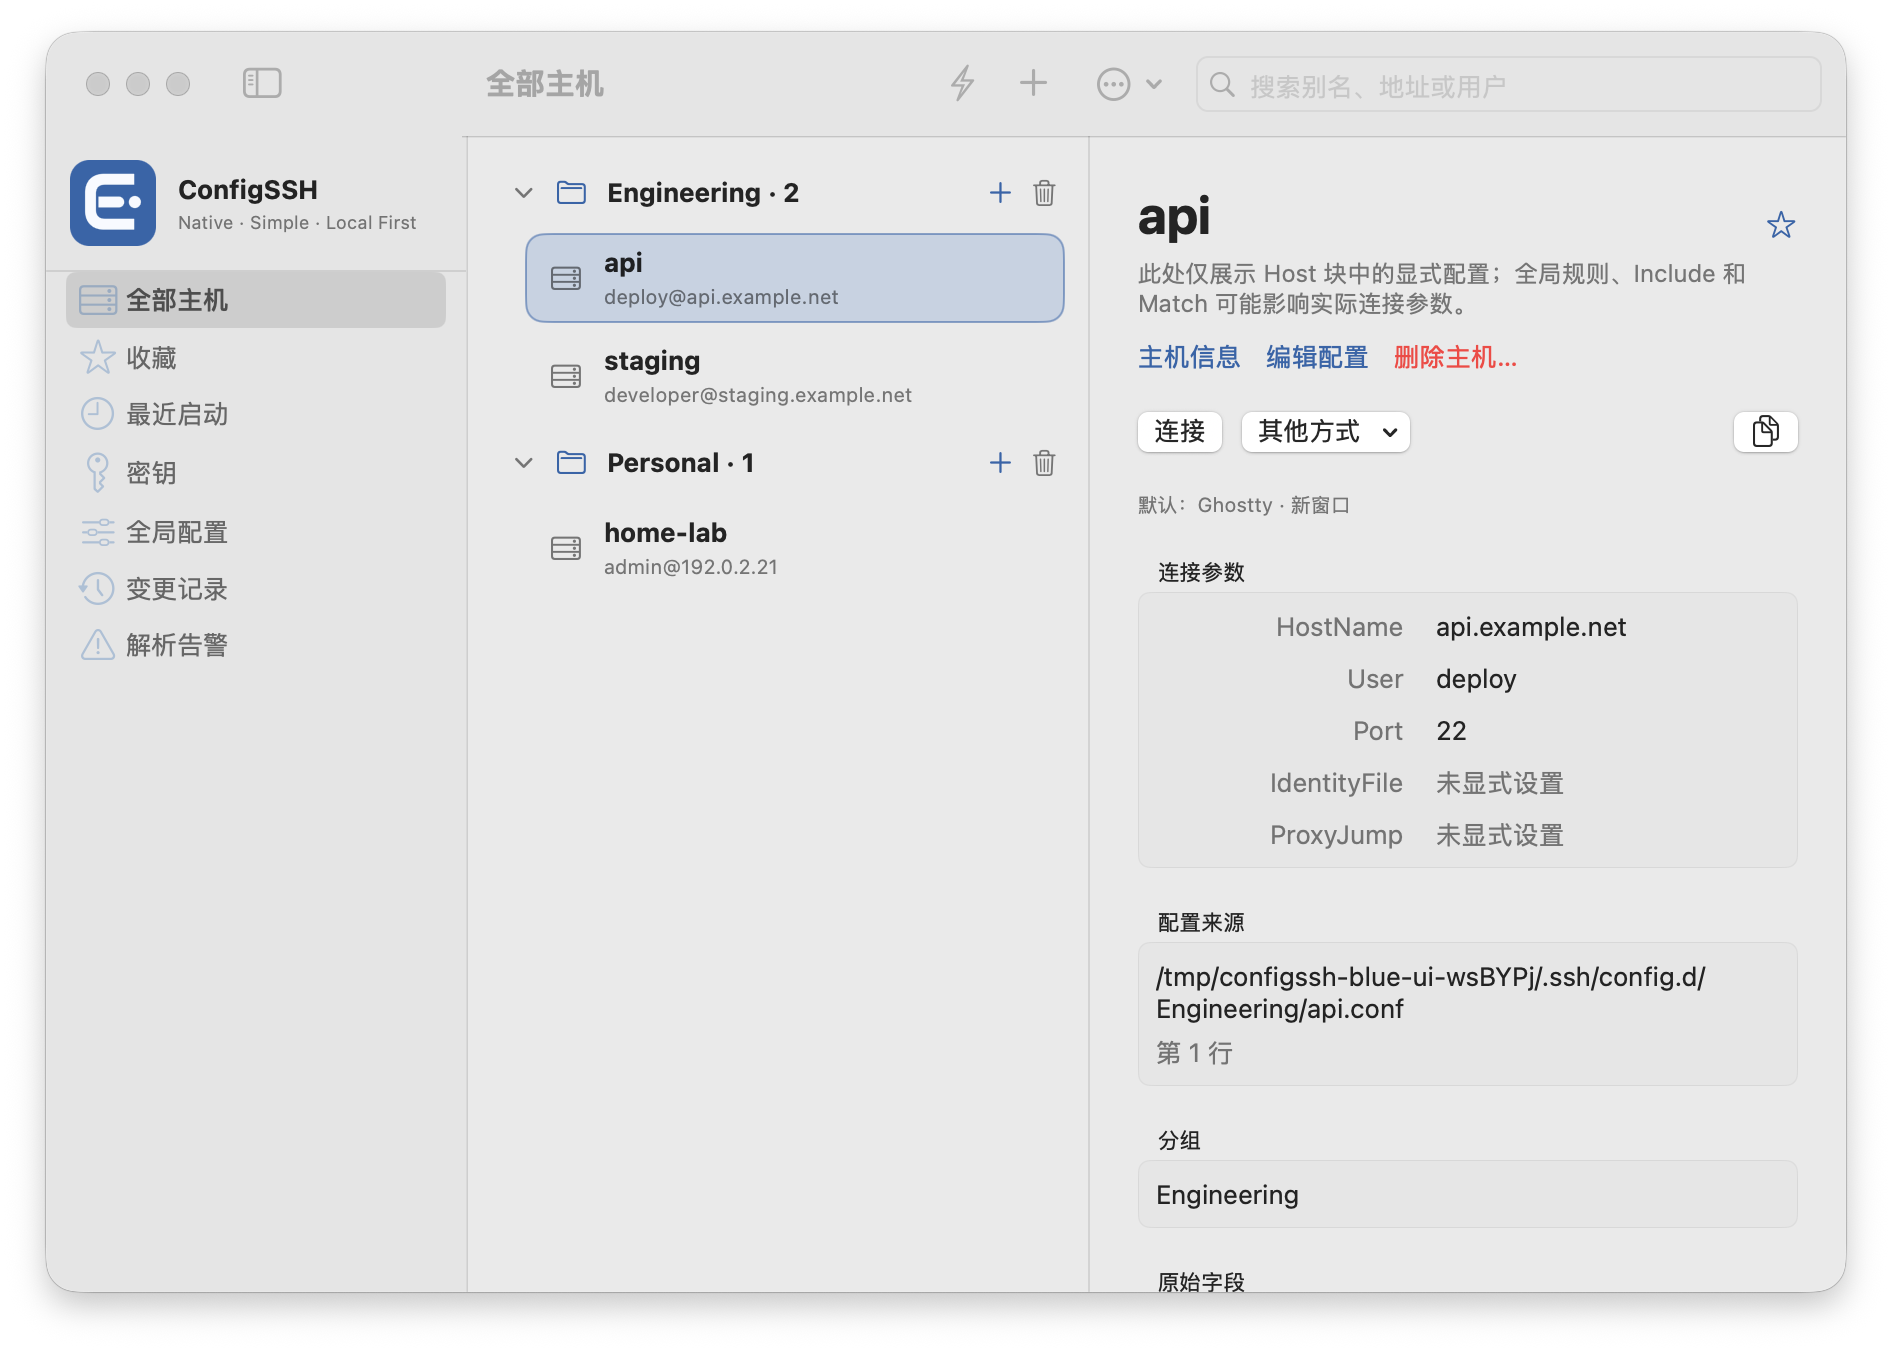 全部主机
搜索别名、地址或用户
ConfigSSH
Native · Simple · Local First
全部主机
收藏
最近启动
密钥
全局配置
变更记录
解析告警
Engineering · 2
api
deploy@api.example.net
staging
developer@staging.example.net
Personal · 1
home-lab
admin@192.0.2.21
api
此处仅展示 Host 块中的显式配置；全局规则、Include 和
Match 可能影响实际连接参数。
主机信息 编辑配置 删除主机...
连接 其他方式
默认：Ghostty · 新窗口
连接参数
HostName api.example.net
User deploy
Port 22
IdentityFile 未显式设置
ProxyJump 未显式设置
配置来源
/tmp/configssh-blue-ui-wsBYPj/.ssh/config.d/
Engineering/api.conf
第 1 行
分组
Engineering
原始字段